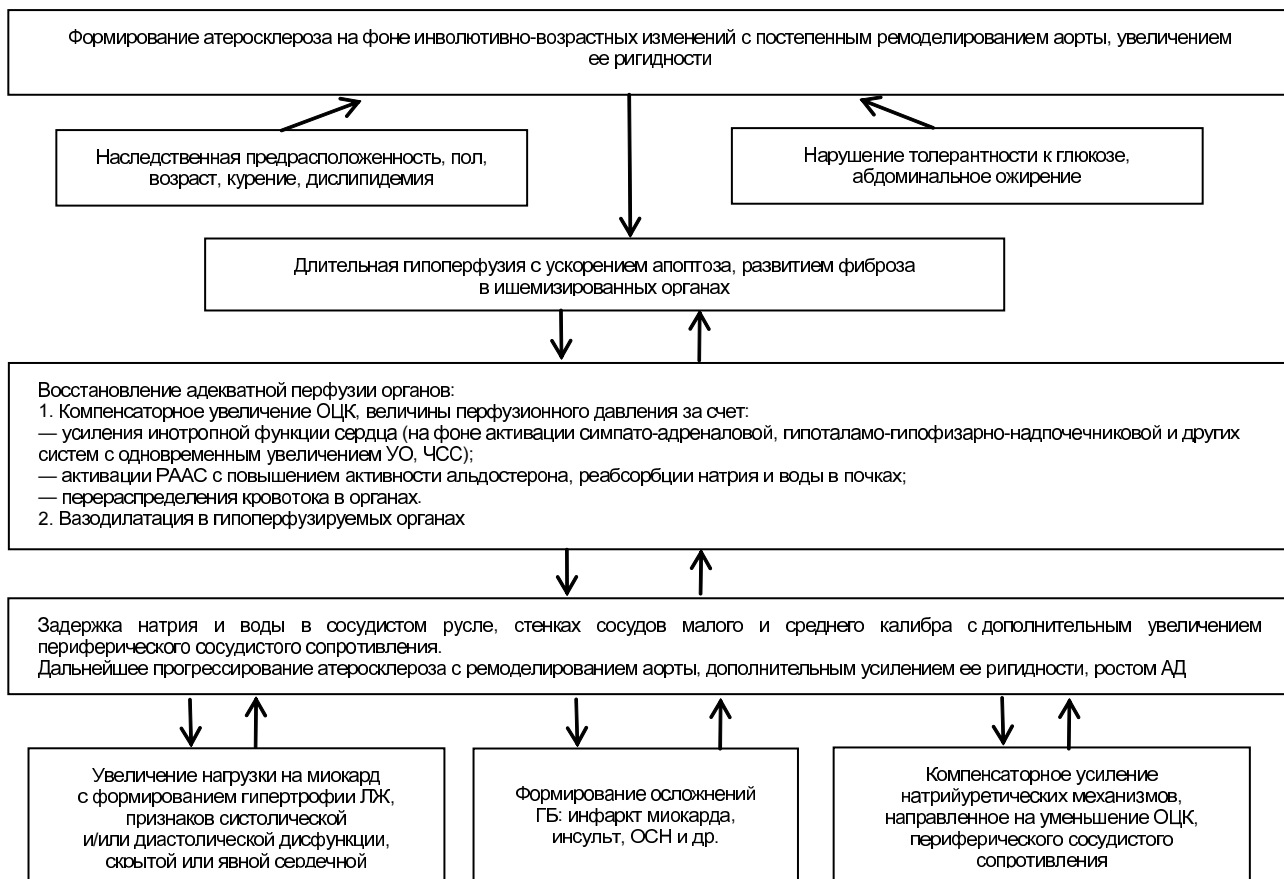 Формирование атеросклероза на фоне инволютивно-возрастных изменений с постепенным ремоделированием аорты, увеличением
ее ригидности
Наследственная предрасположенность, пол,
возраст, курение, дислипидемия
Нарушение толерантности к глюкозе,
абдоминальное ожирение
Длительная гипоперфузия с ускорением апоптоза, развитием фиброза
в ишемизированных органах
Восстановление адекватной перфузии органов:
1. Компенсаторное увеличение ОЦК, величины перфузионного давления за счет:
— усиления инотропной функции сердца (на фоне активации симпато-адреналовой, гипоталамо-гипофизарно-надпочечниковой и других
систем с одновременным увеличением УО, ЧСС);
— активации РААС с повышением активности альдостерона, реабсорбции натрия и воды в почках;
— перераспределения кровотока в органах.
2. Вазодилатация в гипоперфузируемых органах
Задержка натрия и воды в сосудистом русле, стенках сосудов малого и среднего калибра с дополнительным увеличением
периферического сосудистого сопротивления.
Дальнейшее прогрессирование атеросклероза с ремоделированием аорты, дополнительным усилением ее ригидности, ростом АД
Увеличение нагрузки на миокард
с формированием гипертрофии ЛЖ,
признаков систолической
и/или диастолической дисфункции,
скрытой или явной сердечной
Формирование осложнений
ГБ: инфаркт миокарда,
инсульт, ОСН и др.
Компенсаторное усиление
натрийуретических механизмов,
направленное на уменьшение ОЦК,
периферического сосудистого
сопротивления